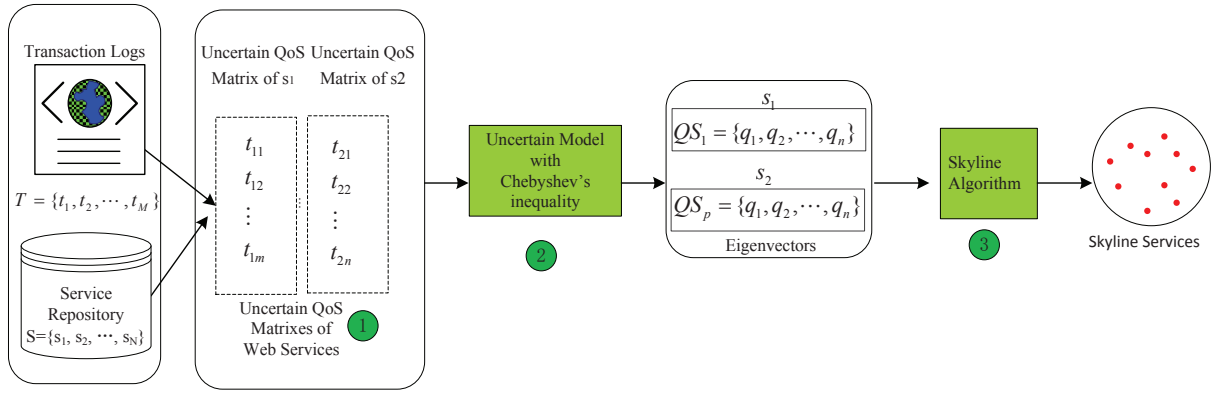 Transaction Logs
T = {t₁, t₂, ⋯, t_M}
Service
Repository
S={s₁, s₂, ⋯, s_N}
Uncertain QoS
Matrix of s₁
Uncertain QoS
Matrix of s2
t₁₁
t₁₂
⋮
t₁ₘ
t₂₁
t₂₂
⋮
t₂ₙ
Uncertain QoS
Matrixes of
Web Services
1
Uncertain Model
with
Chebyshev's
inequality
2
s₁
QS₁ = {q₁, q₂, ⋯, qₙ}
s₂
QSₚ = {q₁, q₂, ⋯, qₙ}
Eigenvectors
Skyline
Algorithm
3
Skyline Services